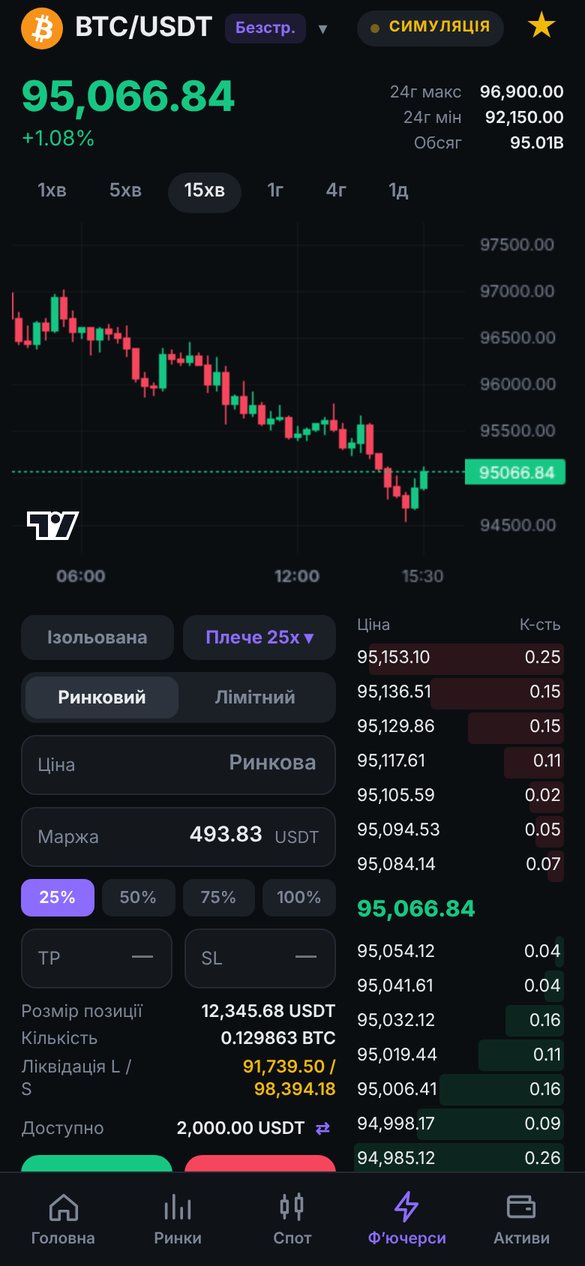 BTC/USDT Безстр. ▼ СИМУЛЯЦІЯ ★
95,066.84
+1.08%
24г макс 96,900.00
24г мін 92,150.00
Обсяг 95.01B
1хв 5хв 15хв 1г 4г 1д
97500.00
97000.00
96500.00
96000.00
95500.00
95066.84
94500.00
06:00 12:00 15:30
Ізольована Плече 25x ▾
Ринковий Лімітний
Ціна Ринкова
Маржа 493.83 USDT
25% 50% 75% 100%
TP — SL —
Розмір позиції 12,345.68 USDT
Кількість 0.129863 BTC
Ліквідація L / S 91,739.50 / 98,394.18
Доступно 2,000.00 USDT ⇄
Ціна К-сть
95,153.10 0.25
95,136.51 0.15
95,129.86 0.15
95,117.61 0.11
95,105.59 0.02
95,094.53 0.05
95,084.14 0.07
95,066.84
95,054.12 0.04
95,041.61 0.04
95,032.12 0.16
95,019.44 0.11
95,006.41 0.16
94,998.17 0.09
94,985.12 0.26
Головна Ринки Спот Ф'ючерси Активи